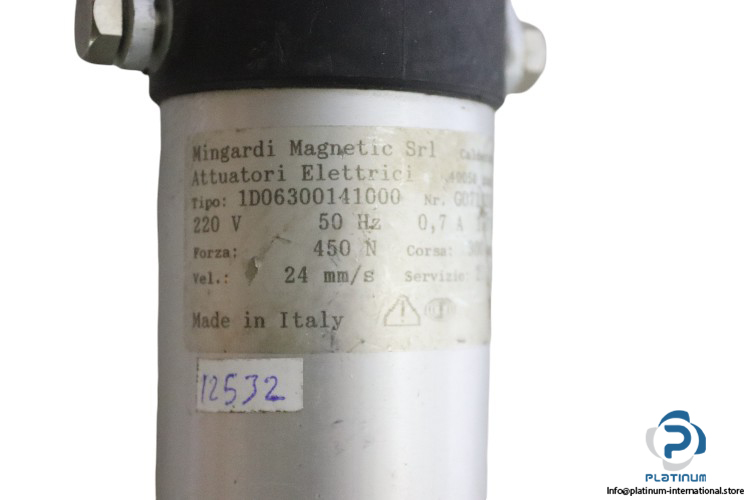 Mingardi Magnetic Srl
Attuatori Elettrici
Tipo: 1D06300141000 Nr.
220 V 50 Hz 0,7 A
Forza: 450 N Corsa:
Vel.: 24 mm/s Servizio
Made in Italy
12532
PLATINUM
Info@platinum-international.store